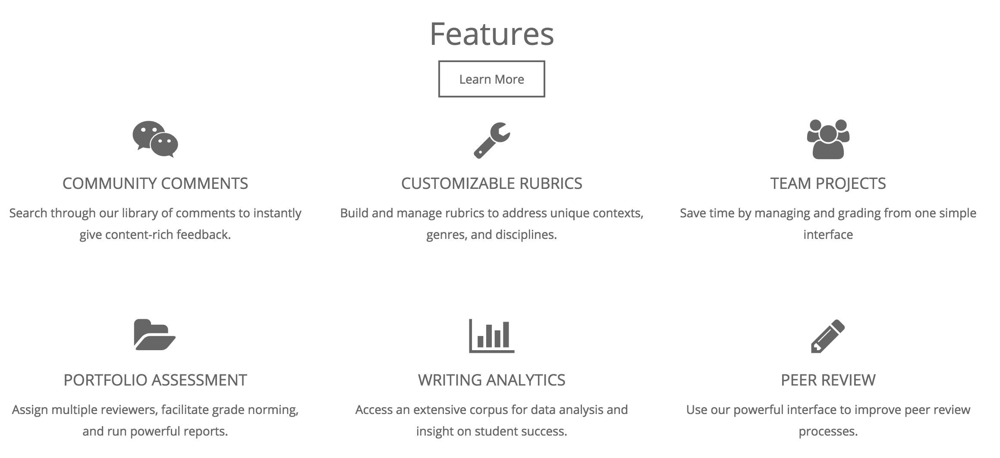 Features
Learn More
COMMUNITY COMMENTS
Search through our library of comments to instantly
give content-rich feedback.
CUSTOMIZABLE RUBRICS
Build and manage rubrics to address unique contexts,
genres, and disciplines.
TEAM PROJECTS
Save time by managing and grading from one simple
interface
PORTFOLIO ASSESSMENT
Assign multiple reviewers, facilitate grade norming,
and run powerful reports.
WRITING ANALYTICS
Access an extensive corpus for data analysis and
insight on student success.
PEER REVIEW
Use our powerful interface to improve peer review
processes.